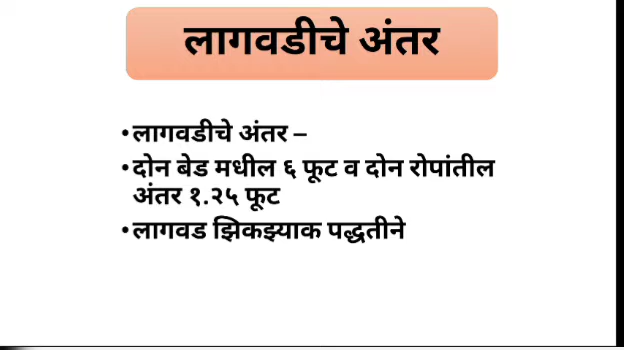 लागवडीचे अंतर
•लागवडीचे अंतर –
•दोन बेड मधील ६ फूट व दोन रोपांतील
अंतर १.२५ फूट
•लागवड झिकझ्याक पद्धतीने